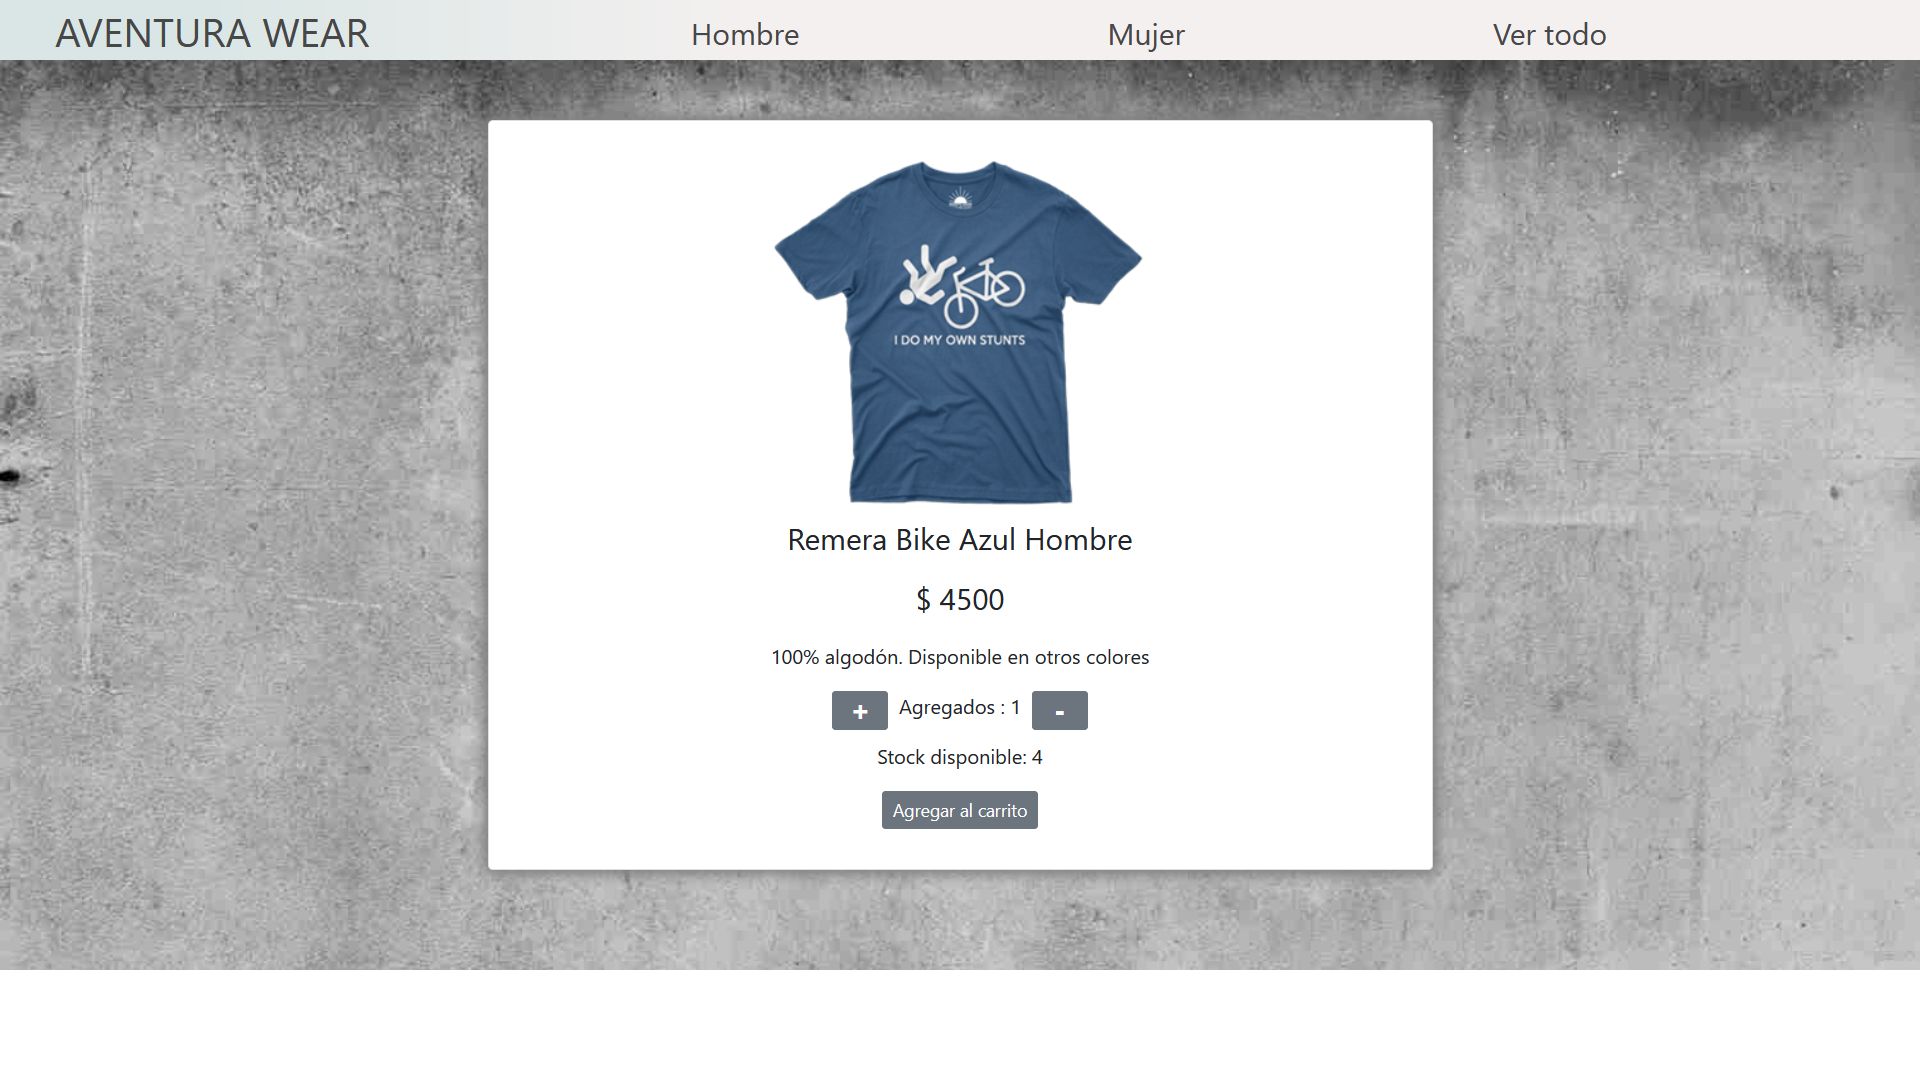 AVENTURA WEAR
Hombre
Mujer
Ver todo
I DO MY OWN STUNTS
Remera Bike Azul Hombre
$ 4500
100% algodón. Disponible en otros colores
+ Agregados : 1 -
Stock disponible: 4
Agregar al carrito